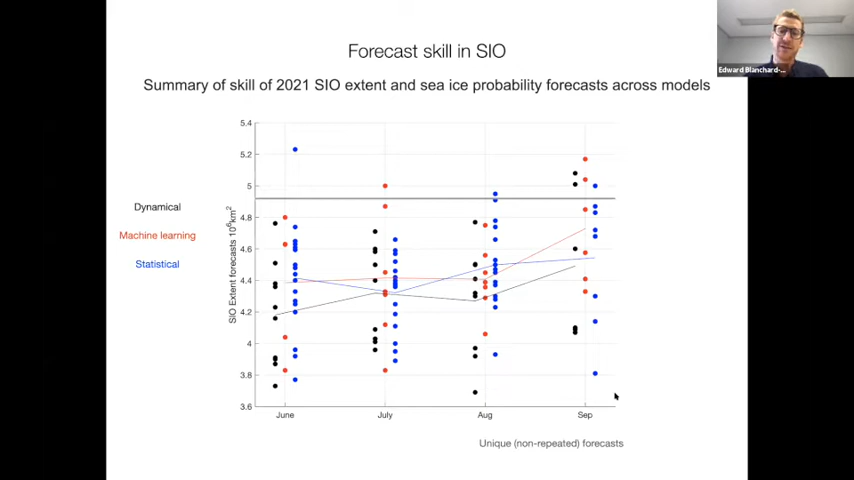 Forecast skill in SIO
Summary of skill of 2021 SIO extent and sea ice probability forecasts across models
Edward Blanchard-...
Dynamical
Machine learning
Statistical
SIO Extent forecasts 10⁶km²
5.4
5.2
5
4.8
4.6
4.4
4.2
4
3.8
3.6
June
July
Aug
Sep
Unique (non-repeated) forecasts